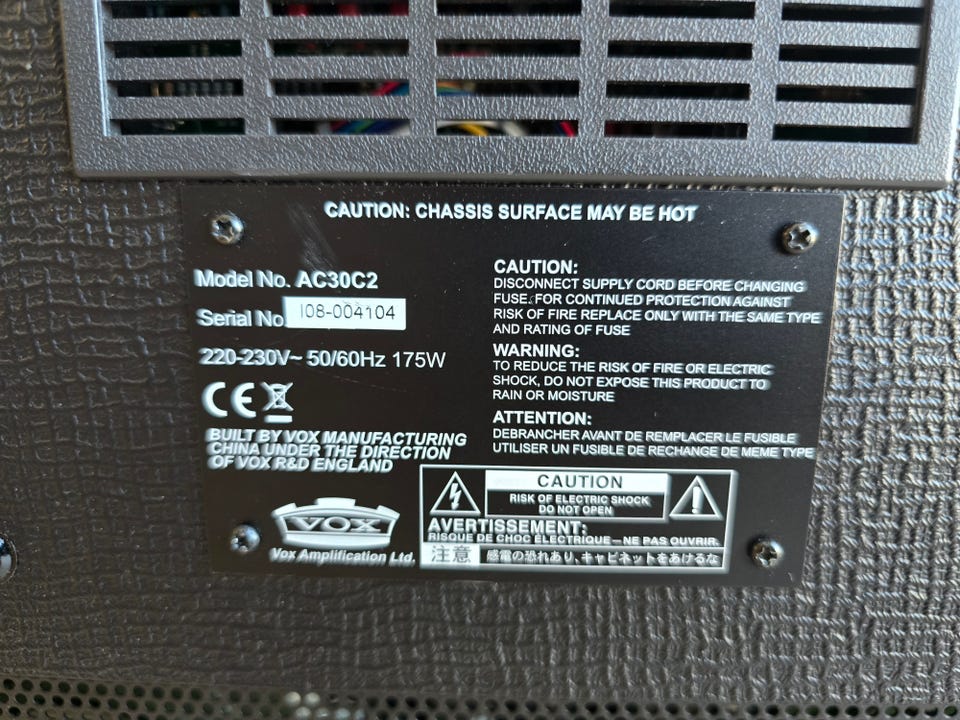 CAUTION: CHASSIS SURFACE MAY BE HOT
Model No. AC30C2
Serial No.
108-004104
220-230V~ 50/60Hz 175W
CE
BUILT BY VOX MANUFACTURING
CHINA UNDER THE DIRECTION
OF VOX R&D ENGLAND
VOX
Vox Amplification Ltd.
CAUTION:
DISCONNECT SUPPLY CORD BEFORE CHANGING
FUSE. FOR CONTINUED PROTECTION AGAINST
RISK OF FIRE REPLACE ONLY WITH THE SAME TYPE
AND RATING OF FUSE
WARNING:
TO REDUCE THE RISK OF FIRE OR ELECTRIC
SHOCK, DO NOT EXPOSE THIS PRODUCT TO
RAIN OR MOISTURE
ATTENTION:
DEBRANCHER AVANT DE REMPLACER LE FUSIBLE
UTILISER UN FUSIBLE DE RECHANGE DE MEME TYPE
CAUTION
RISK OF ELECTRIC SHOCK
DO NOT OPEN
AVERTISSEMENT:
RISQUE DE CHOC ÉLECTRIQUE – NE PAS OUVRIR.
注意 感電の恐れあり、キャビネットをあけるな